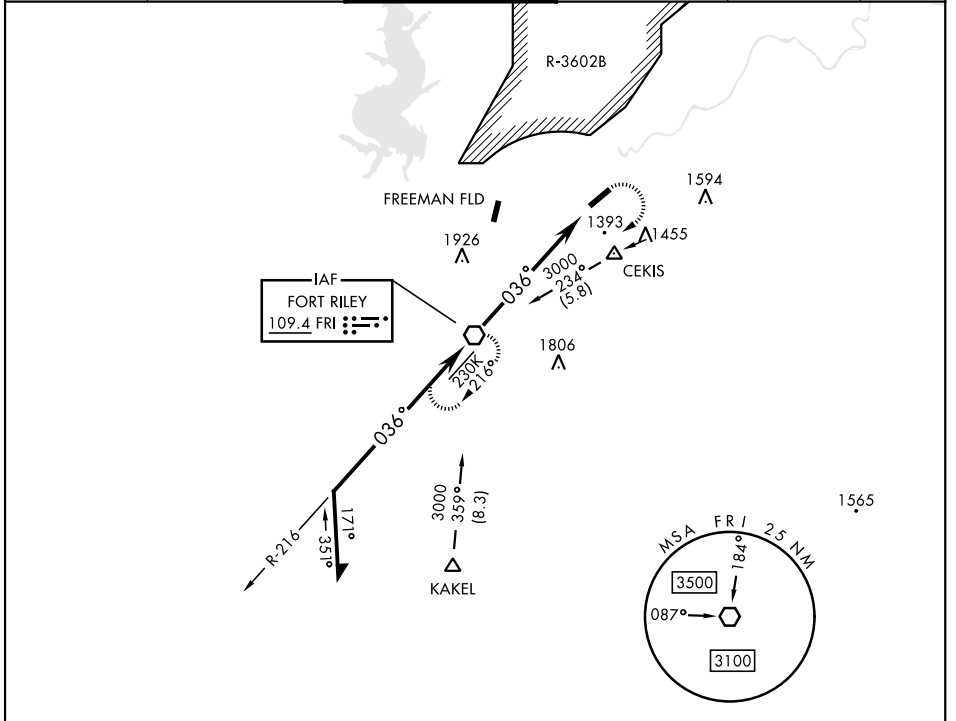 R-3602B
1594
FREEMAN FLD
1393
1455
1926
CEKIS
3000
234°
(5.8)
036°
IAF
FORT RILEY
109.4 FRI
1806
230K
216°
036°
3000
359°
(8.3)
1565
171°
351°
R-216
KAKEL
MSA FRI 25 NM
184°
3500
087°
3100